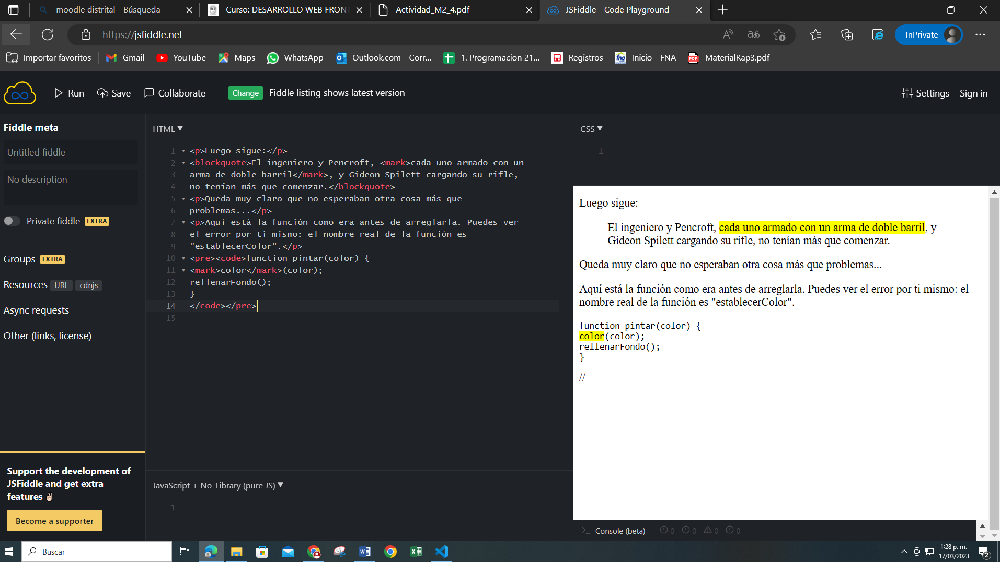 moodle distrital - Búsqueda
Curso: DESARROLLO WEB FRONT
Actividad_M2_4.pdf
JSFiddle - Code Playground
https://jsfiddle.net
InPrivate
Importar favoritos
Gmail
YouTube
Maps
WhatsApp
Outlook.com - Corr...
1. Programacion 21...
Registros
fna
Inicio - FNA
PDF
MaterialRap3.pdf
Run
Save
Collaborate
Change
Fiddle listing shows latest version
Settings
Sign in
Fiddle meta
Untitled fiddle
No description
Private fiddle EXTRA
Groups EXTRA
Resources URL cdnjs
Async requests
Other (links, license)
Support the development of
JSFiddle and get extra
features
Become a supporter
HTML ▼
1 <p>Luego sigue:</p>
2 <blockquote>El ingeniero y Pencroft, <mark>cada uno armado con un
3 arma de doble barril</mark>, y Gideon Spilett cargando su rifle,
4 no tenían más que comenzar.</blockquote>
5 <p>Queda muy claro que no esperaban otra cosa más que
6 problemas...</p>
7 <p>Aquí está la función como era antes de arreglarla. Puedes ver
8 el error por ti mismo: el nombre real de la función es
9 "establecerColor".</p>
10 <pre><code>function pintar(color) {
11 <mark>color</mark>(color);
12 rellenarFondo();
13 }
14 </code></pre>
15
JavaScript + No-Library (pure JS) ▼
1
CSS ▼
1
Luego sigue:
El ingeniero y Pencroft, cada uno armado con un arma de doble barril, y
Gideon Spilett cargando su rifle, no tenían más que comenzar.
Queda muy claro que no esperaban otra cosa más que problemas...
Aquí está la función como era antes de arreglarla. Puedes ver el error por ti mismo: el
nombre real de la función es "establecerColor".
function pintar(color) {
color(color);
rellenarFondo();
}
//
Console (beta)
0
0
0
0
Buscar
1:28 p. m.
17/03/2023
2